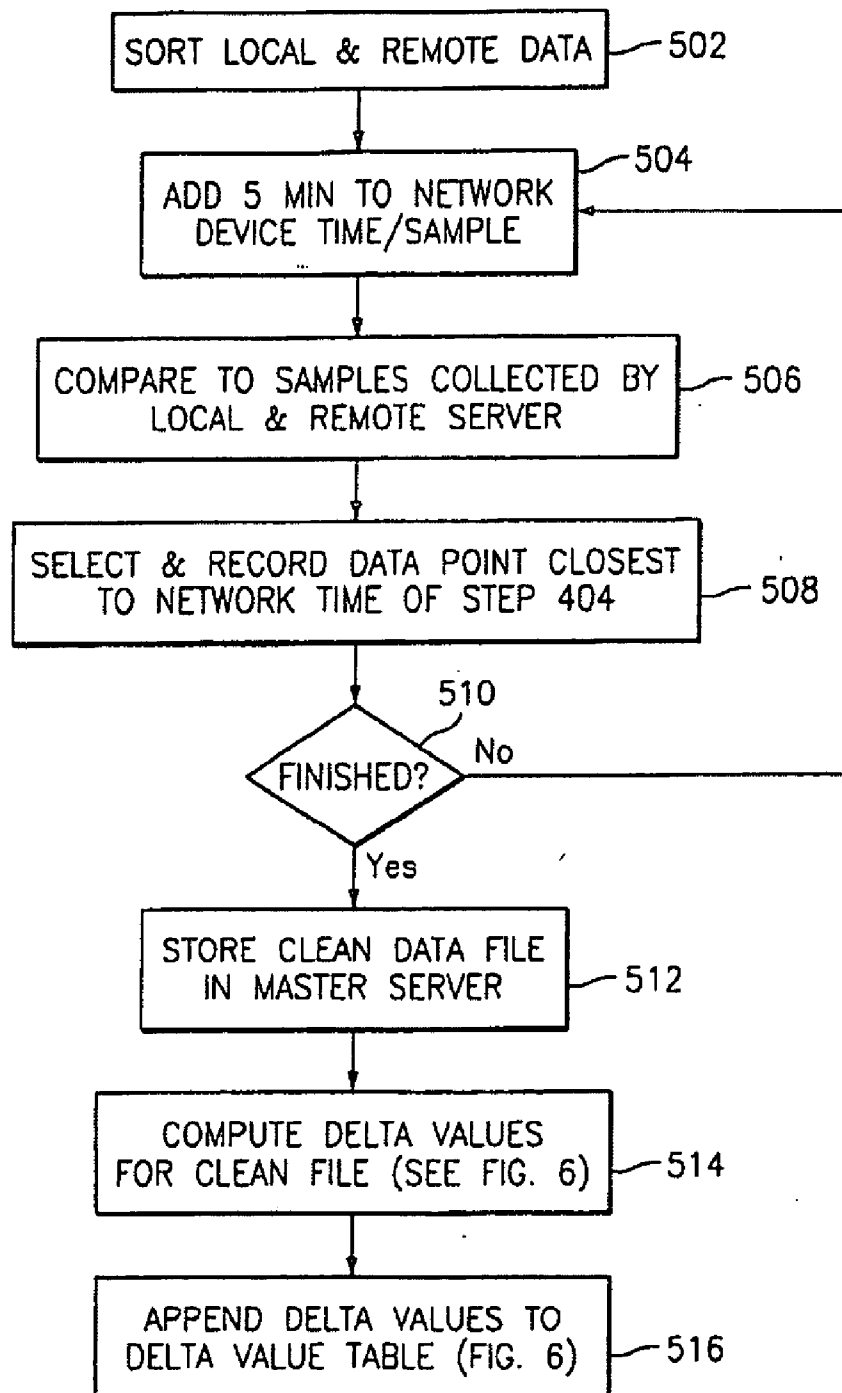 SORT LOCAL & REMOTE DATA
502
504
ADD 5 MIN TO NETWORK
DEVICE TIME/SAMPLE
COMPARE TO SAMPLES COLLECTED BY
LOCAL & REMOTE SERVER
506
SELECT & RECORD DATA POINT CLOSEST
TO NETWORK TIME OF STEP 404
508
510
FINISHED?
No
Yes
STORE CLEAN DATA FILE
IN MASTER SERVER
512
COMPUTE DELTA VALUES
FOR CLEAN FILE (SEE FIG. 6)
514
APPEND DELTA VALUES TO
DELTA VALUE TABLE (FIG. 6)
516